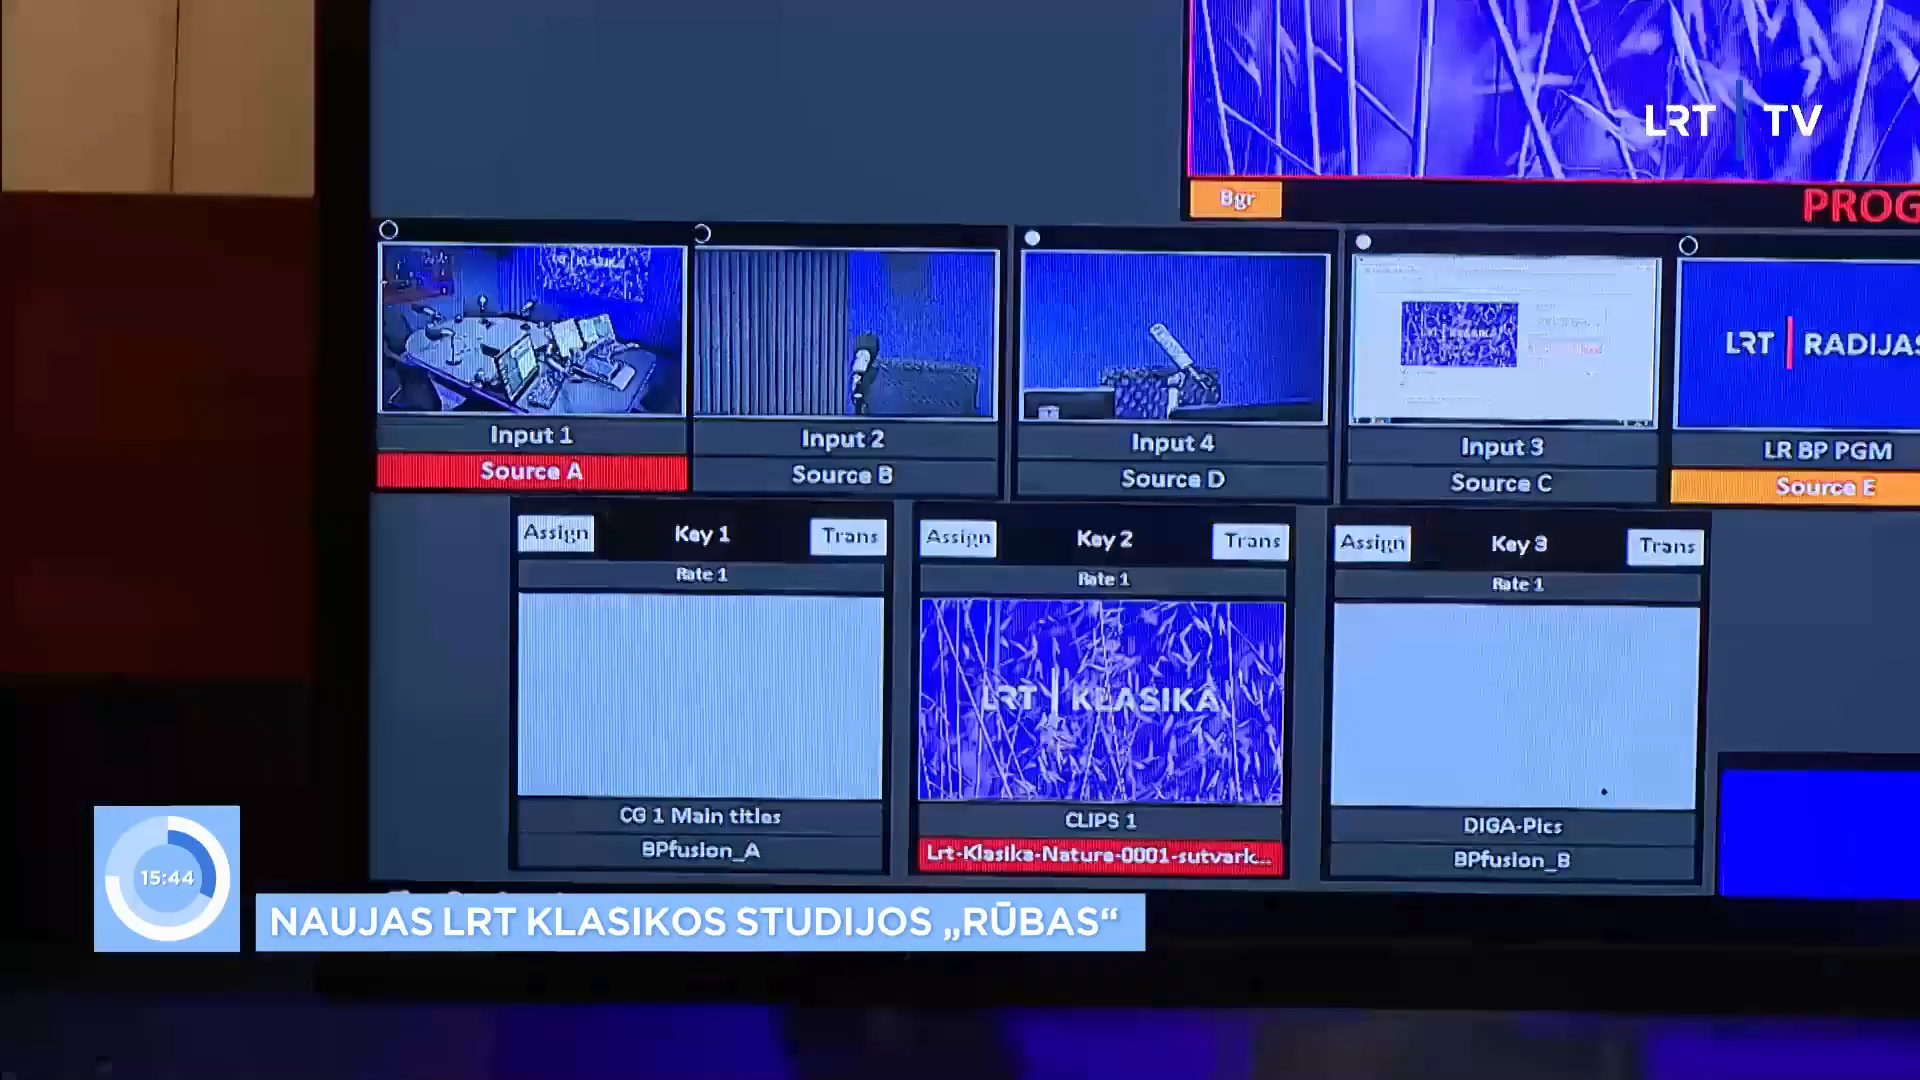 LRT | TV
Bgr
PROG
LRT | KLASIKA
LRT | RADIJAS
Input 1
Input 2
Input 4
Input 3
LR BP PGM
Source A
Source B
Source D
Source C
Source E
Assign Key 1 Trans
Assign Key 2 Trans
Assign Key 3 Trans
Rate 1
Rate 1
Rate 1
LRT | KLASIKA
CG 1 Main titles
BPfusion_A
CLIPS 1
Lrt-Klasika-Nature-0001-sutvark...
DIGA-Pics
BPfusion_B
15:44
NAUJAS LRT KLASIKOS STUDIJOS „RŪBAS“